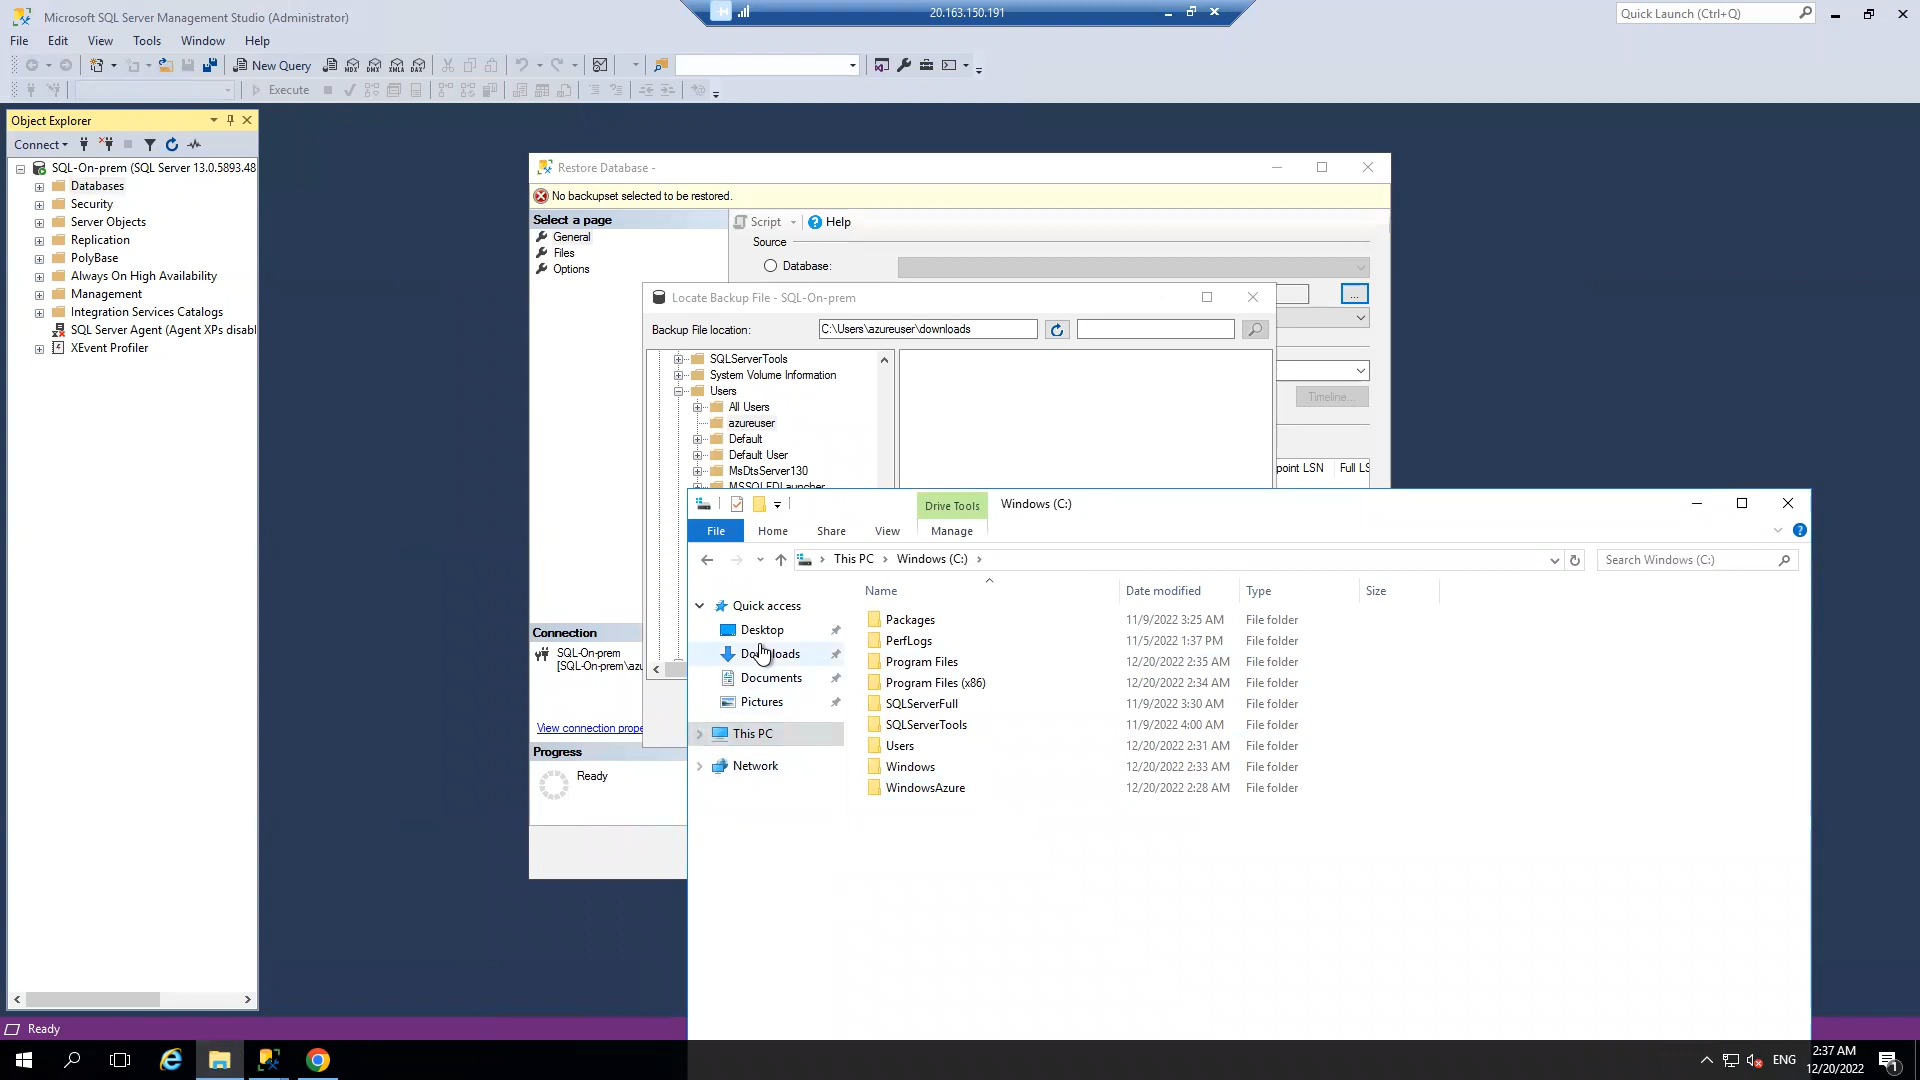 Microsoft SQL Server Management Studio (Administrator)
20.163.150.191
Quick Launch (Ctrl+Q)
File Edit View Tools Window Help
New Query
MDX DMX XMLA DAX
Execute
Object Explorer
Connect
SQL-On-prem (SQL Server 13.0.5893.48
Databases
Security
Server Objects
Replication
PolyBase
Always On High Availability
Management
Integration Services Catalogs
SQL Server Agent (Agent XPs disabl
XEvent Profiler
Restore Database -
No backupset selected to be restored.
Select a page
General
Files
Options
Script Help
Source
Database:
...
Timeline...
point LSN Full LS
Connection
SQL-On-prem
[SQL-On-prem\azu
View connection prope
Progress
Ready
Locate Backup File - SQL-On-prem
Backup File location: C:\Users\azureuser\downloads
SQLServerTools
System Volume Information
Users
All Users
azureuser
Default
Default User
MsDtsServer130
MSSQLFDLauncher
Drive Tools Windows (C:)
File Home Share View Manage
This PC Windows (C:) Search Windows (C:)
Quick access
Desktop
Downloads
Documents
Pictures
This PC
Network
Name Date modified Type Size
Packages 11/9/2022 3:25 AM File folder
PerfLogs 11/5/2022 1:37 PM File folder
Program Files 12/20/2022 2:35 AM File folder
Program Files (x86) 12/20/2022 2:34 AM File folder
SQLServerFull 11/9/2022 3:30 AM File folder
SQLServerTools 11/9/2022 4:00 AM File folder
Users 12/20/2022 2:31 AM File folder
Windows 12/20/2022 2:33 AM File folder
WindowsAzure 12/20/2022 2:28 AM File folder
Ready
ENG
2:37 AM
12/20/2022
1